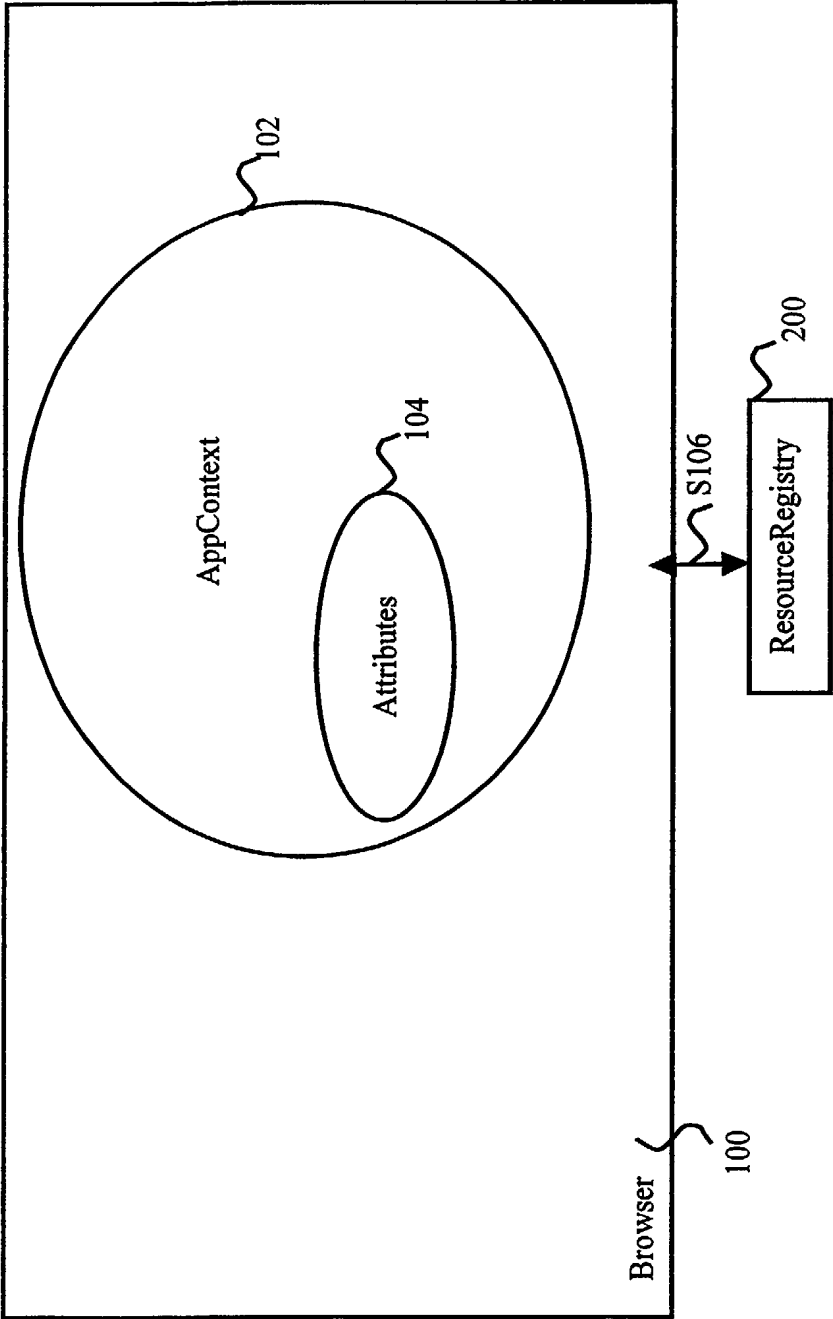 Browser
100
AppContext
102
Attributes
104
S106
ResourceRegistry
200